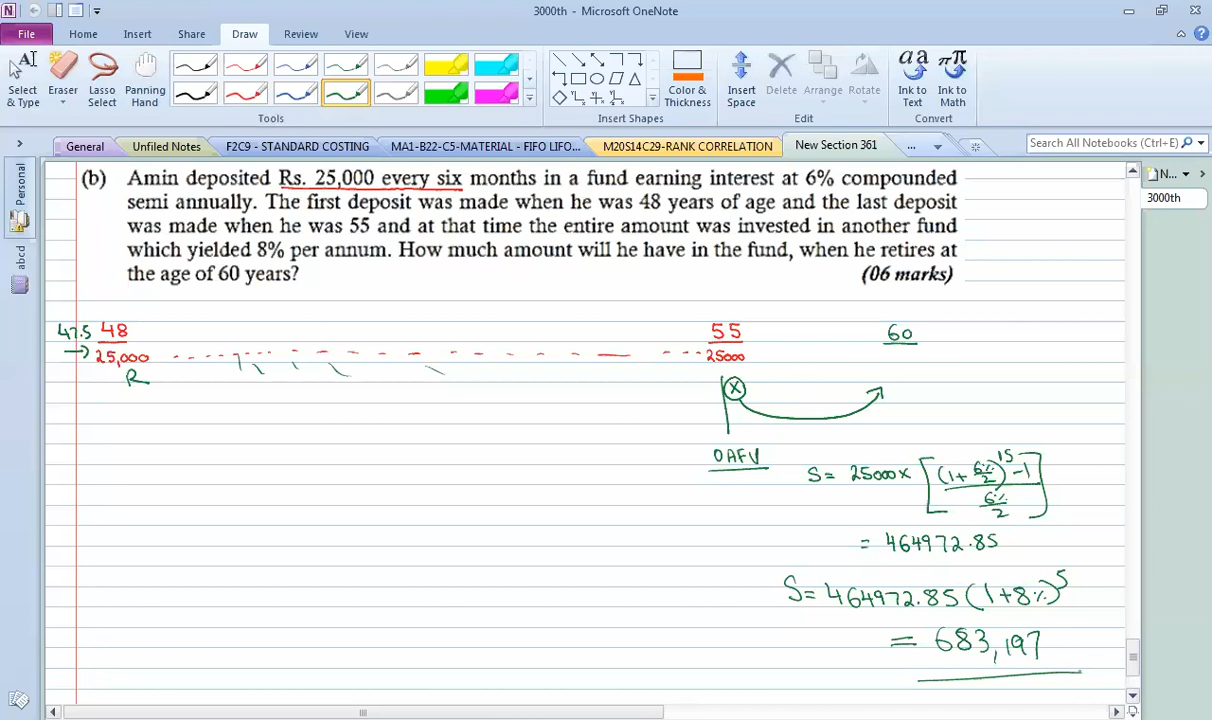 3000th - Microsoft OneNote
File Home Insert Share Draw Review View
Select & Type Eraser Lasso Select Panning Hand
Color & Thickness Insert Space Delete Arrange Rotate Ink to Text Ink to Math
Tools Insert Shapes Edit Convert
General Unfiled Notes F2C9 - STANDARD COSTING MA1-B22-C5-MATERIAL - FIFO LIFO... M20S14C29-RANK CORRELATION New Section 361 ... Search All Notebooks (Ctrl+E)
Personal
abcd
N...
3000th
(b) Amin deposited Rs. 25,000 every six months in a fund earning interest at 6% compounded
semi annually. The first deposit was made when he was 48 years of age and the last deposit
was made when he was 55 and at that time the entire amount was invested in another fund
which yielded 8% per annum. How much amount will he have in the fund, when he retires at
the age of 60 years? (06 marks)
47.5 48 55 60
→ 25,000 25000
R
X
OAFV
S = 25000 x [((1+6%/2)^15 -1)/(6%/2)]
= 464972.85
S= 464972.85 (1+8%)^5
= 683,197